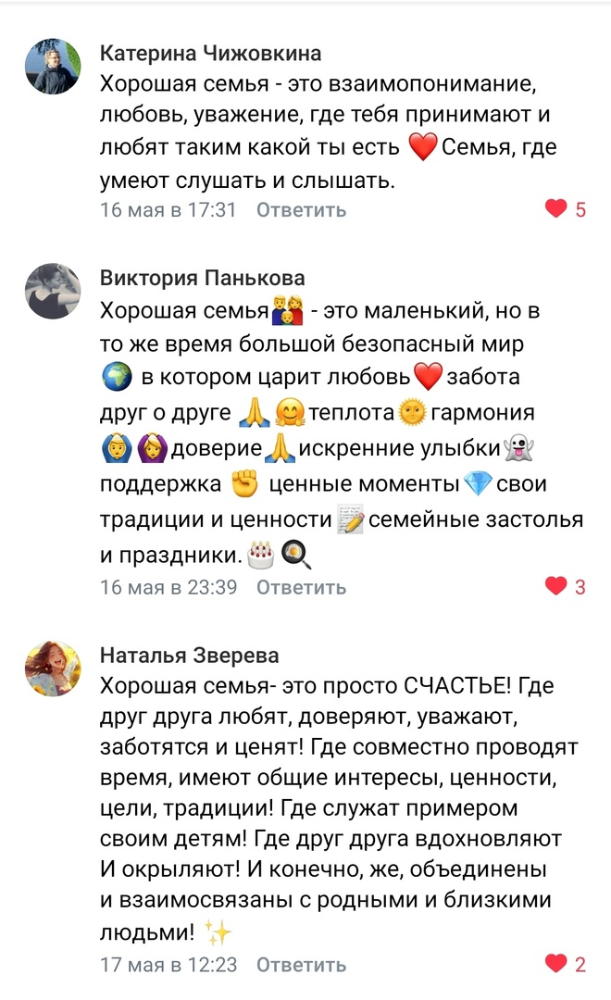 Катерина Чижовкина
Хорошая семья - это взаимопонимание,
любовь, уважение, где тебя принимают и
любят таким какой ты есть ❤️Семья, где
умеют слушать и слышать.
16 мая в 17:31 Ответить 5
Виктория Панькова
Хорошая семья👨‍👩‍👦 - это маленький, но в
то же время большой безопасный мир
🌍 в котором царит любовь❤️забота
друг о друге 🙏🤗теплота🌞гармония
🙆‍♂️🙆‍♀️доверие🙏искренние улыбки👻
поддержка ✊ ценные моменты💎свои
традиции и ценности 📝семейные застолья
и праздники.🎂🍳
16 мая в 23:39 Ответить 3
Наталья Зверева
Хорошая семья- это просто СЧАСТЬЕ! Где
друг друга любят, доверяют, уважают,
заботятся и ценят! Где совместно проводят
время, имеют общие интересы, ценности,
цели, традиции! Где служат примером
своим детям! Где друг друга вдохновляют
И окрыляют! И конечно, же, объединены
и взаимосвязаны с родными и близкими
людьми! ✨
17 мая в 12:23 Ответить 2